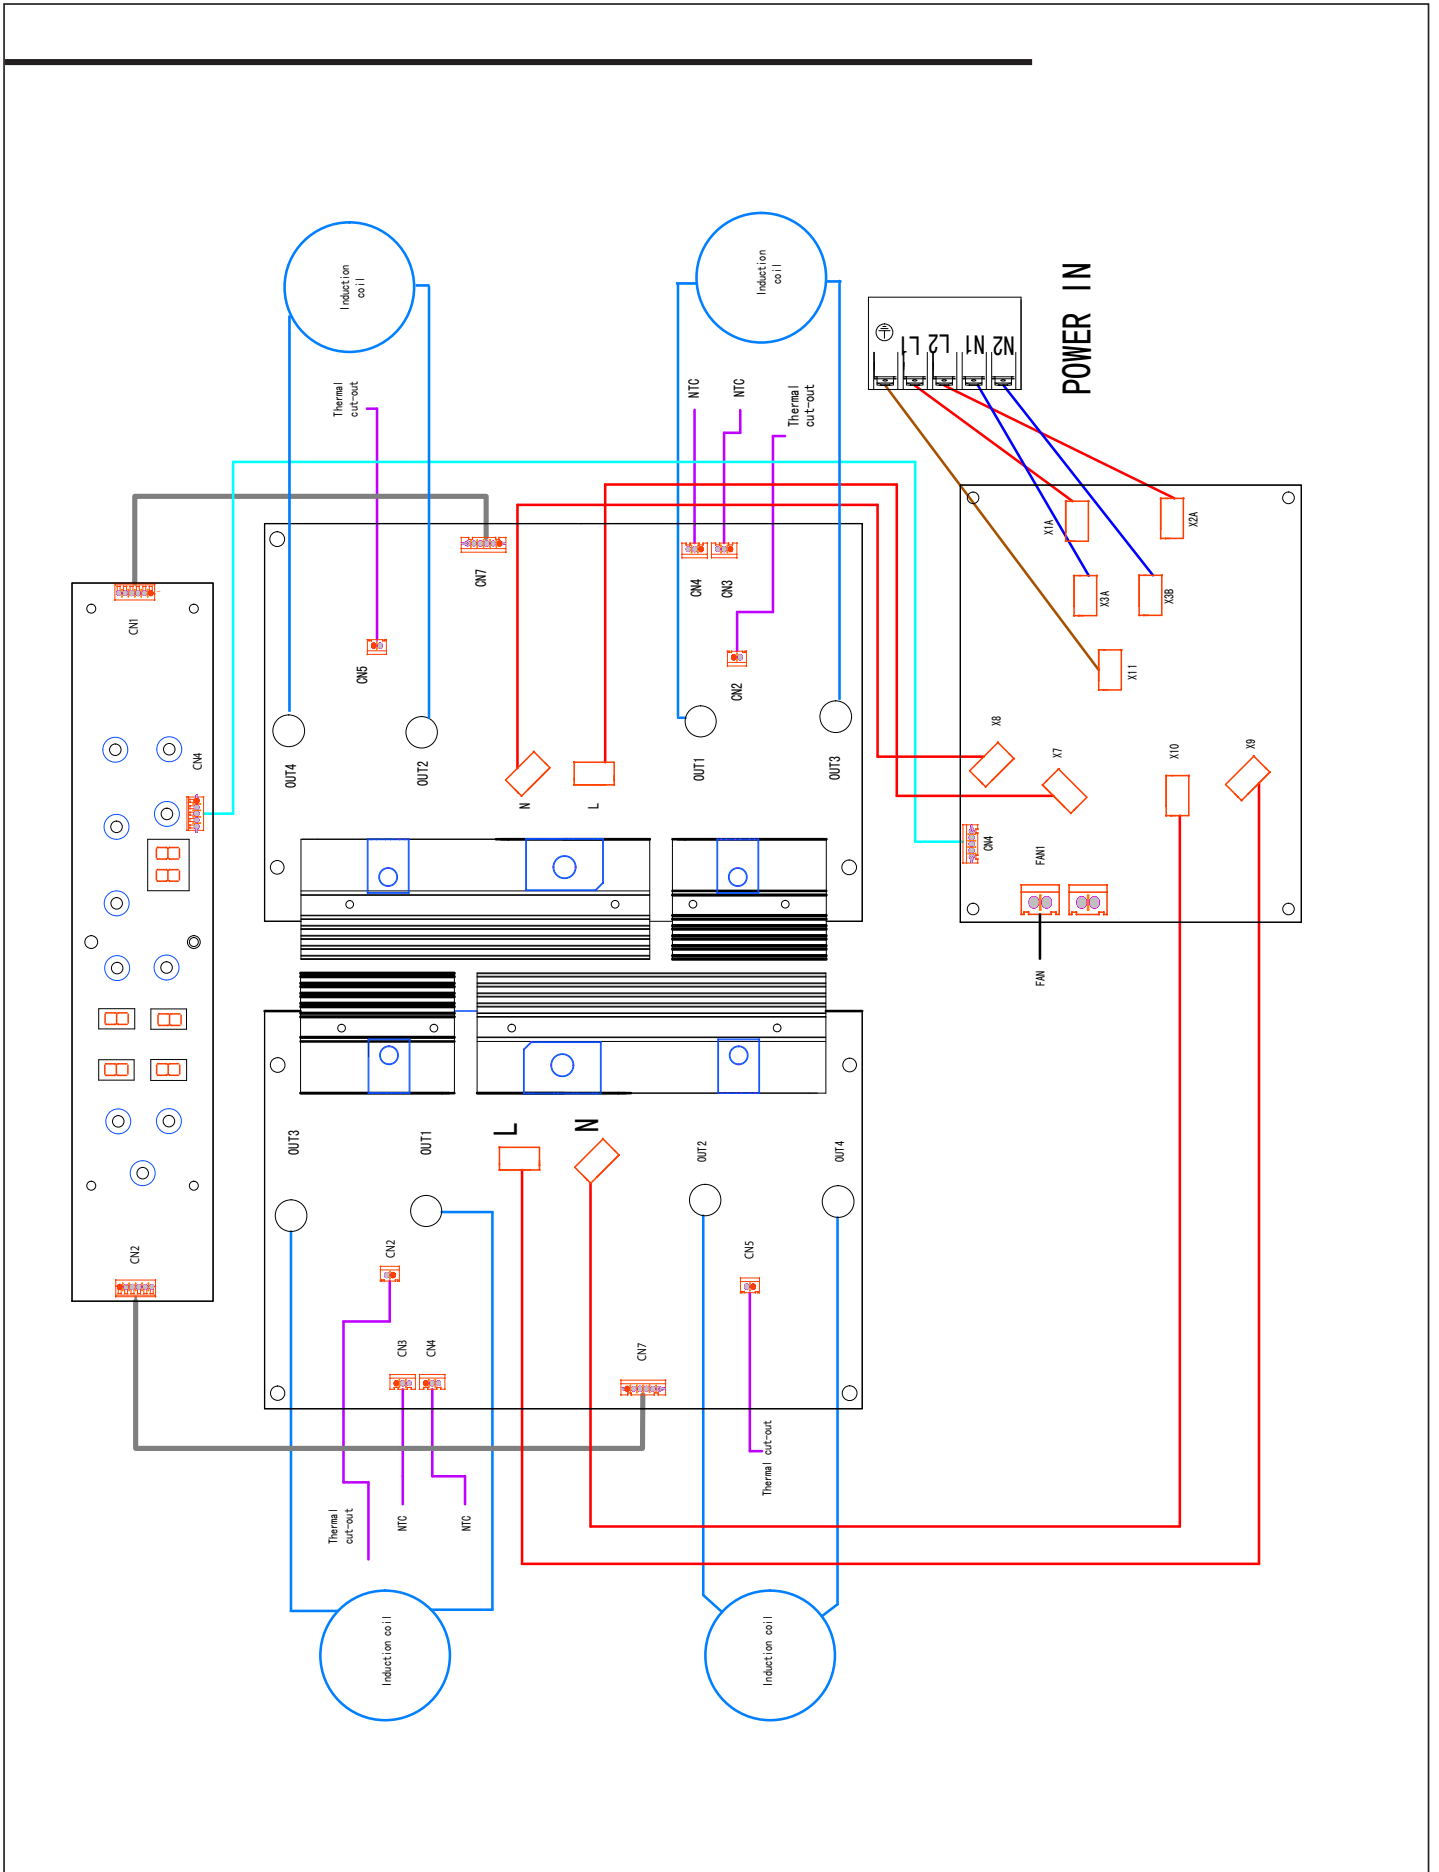 Induction
coil
Induction
coil
POWER IN
L1
L2
N1
N2
Thermal
cut-out
NTC
NTC
Thermal
cut-out
X1A
X2A
CN7
CN4
CN3
X3A
X3B
CN1
CN5
CN2
X11
X8
X7
X10
X9
CN4
OUT4
OUT2
OUT1
OUT3
N
L
CN4
FAN1
FAN
OUT3
OUT1
L
N
OUT2
OUT4
CN2
CN2
CN5
CN3
CN4
CN7
Thermal cut-out
Thermal
cut-out
NTC
NTC
Induction coil
Induction coil